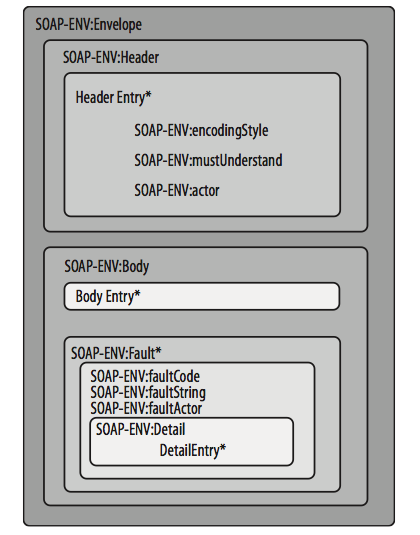 SOAP-ENV:Envelope
SOAP-ENV:Header
Header Entry*
SOAP-ENV:encodingStyle
SOAP-ENV:mustUnderstand
SOAP-ENV:actor
SOAP-ENV:Body
Body Entry*
SOAP-ENV:Fault*
SOAP-ENV:faultCode
SOAP-ENV:faultString
SOAP-ENV:faultActor
SOAP-ENV:Detail
DetailEntry*